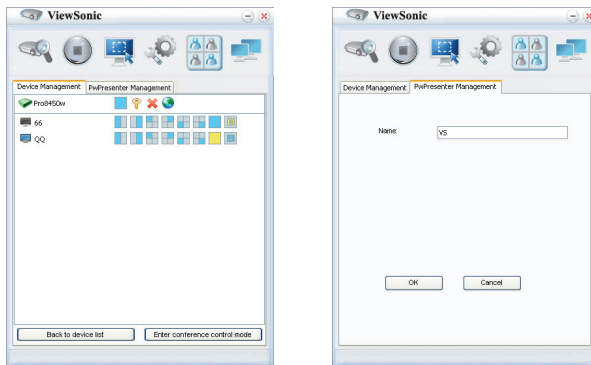 ViewSonic
Device Management PwPresenter Management
Pro8450w
66
QQ
Back to device list Enter conference control mode
ViewSonic
Device Management PwPresenter Management
Name: VS
OK Cancel